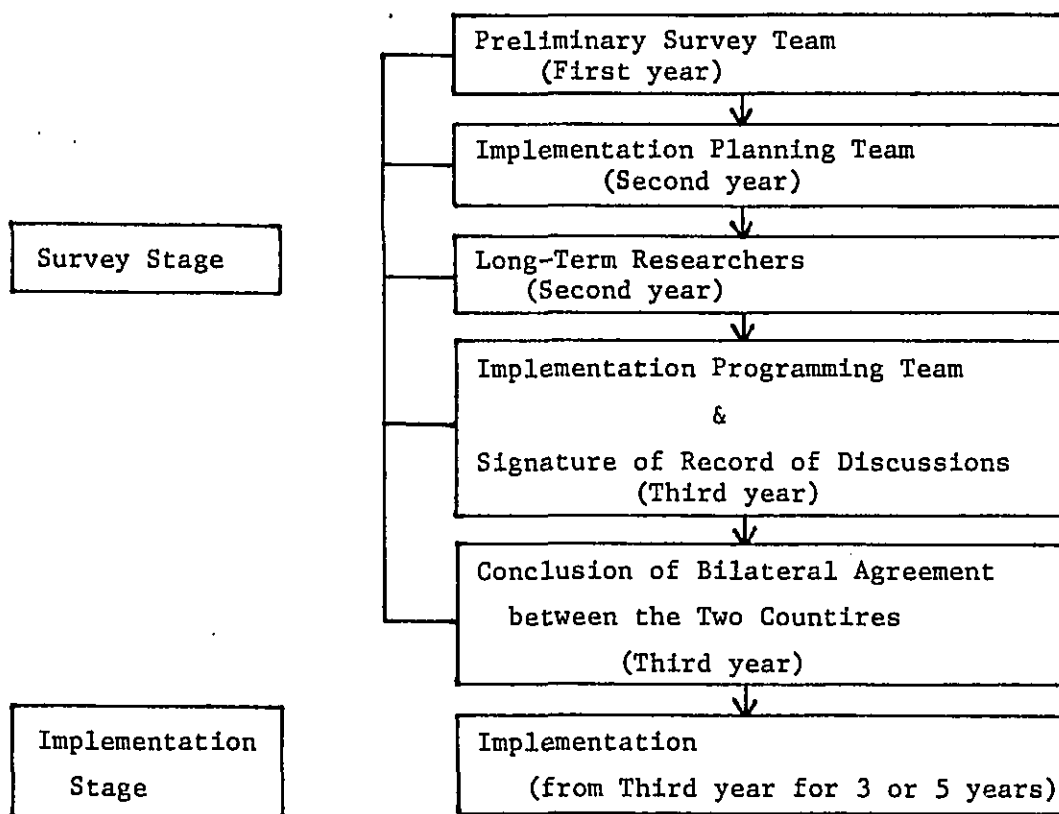 Preliminary Survey Team
(First year)
Implementation Planning Team
(Second year)
Survey Stage
Long-Term Researchers
(Second year)
Implementation Programming Team
&
Signature of Record of Discussions
(Third year)
Conclusion of Bilateral Agreement
between the Two Countires
(Third year)
Implementation
Stage
Implementation
(from Third year for 3 or 5 years)